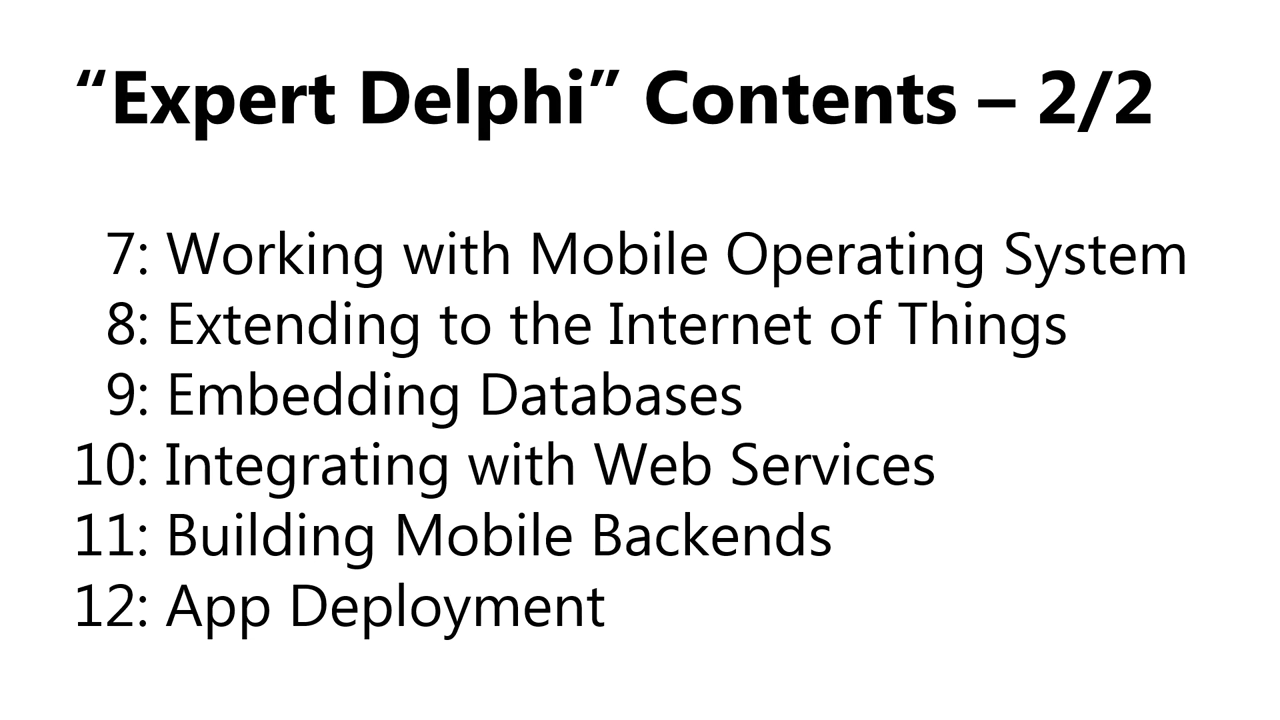 “Expert Delphi” Contents – 2/2
7: Working with Mobile Operating System
8: Extending to the Internet of Things
9: Embedding Databases
10: Integrating with Web Services
11: Building Mobile Backends
12: App Deployment